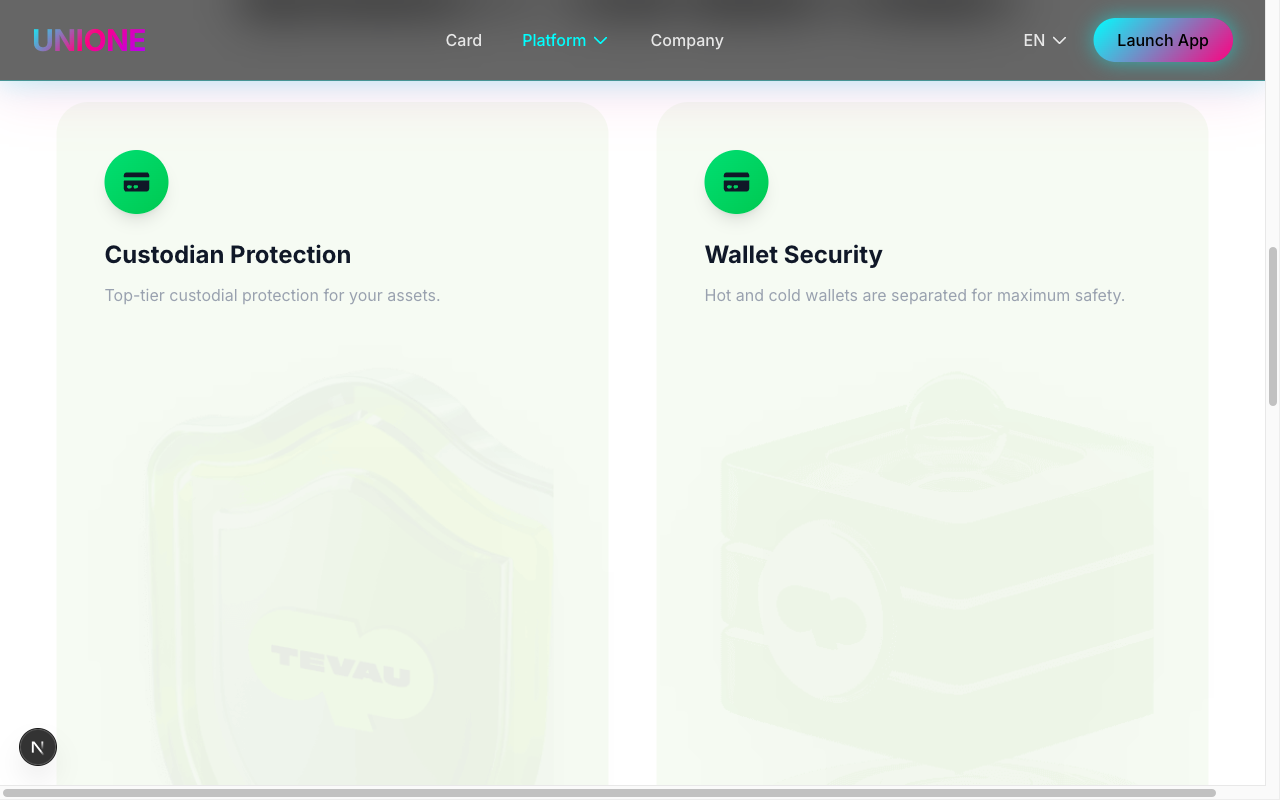 UNIONE
Card
Platform
Company
EN
Launch App
Custodian Protection
Top-tier custodial protection for your assets.
Wallet Security
Hot and cold wallets are separated for maximum safety.
TEVAU
N